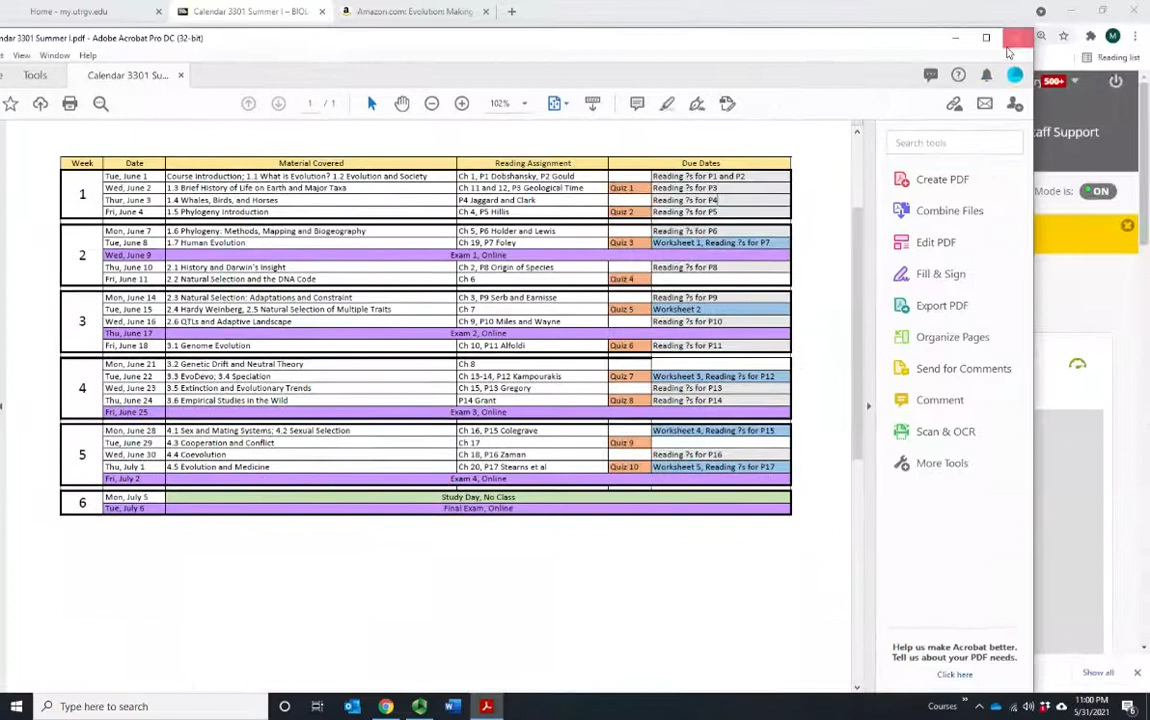 Home - my.utrgv.edu
Calendar 3301 Summer I – BIOL
Amazon.com: Evolution: Making
ndar 3301 Summer I.pdf - Adobe Acrobat Pro DC (32-bit)
View Window Help
Reading list
Tools
Calendar 3301 Su...
500+
1 / 1
102%
aff Support
Search tools
Mode is: ON
Week Date Material Covered Reading Assignment Due Dates
1
Tue, June 1 Course Introduction; 1.1 What is Evolution? 1.2 Evolution and Society Ch 1, P1 Dobshansky, P2 Gould Reading ?s for P1 and P2
Wed, June 2 1.3 Brief History of Life on Earth and Major Taxa Ch 11 and 12, P3 Geological Time Quiz 1 Reading ?s for P3
Thur, June 3 1.4 Whales, Birds, and Horses P4 Jaggard and Clark Reading ?s for P4
Fri, June 4 1.5 Phylogeny Introduction Ch 4, P5 Hillis Quiz 2 Reading ?s for P5
2
Mon, June 7 1.6 Phylogeny: Methods, Mapping and Biogeography Ch 5, P6 Holder and Lewis Reading ?s for P6
Tue, June 8 1.7 Human Evolution Ch 19, P7 Foley Quiz 3 Worksheet 1, Reading ?s for P7
Wed, June 9 Exam 1, Online
Thu, June 10 2.1 History and Darwin's Insight Ch 2, P8 Origin of Species Reading ?s for P8
Fri, June 11 2.2 Natural Selection and the DNA Code Ch 6 Quiz 4
3
Mon, June 14 2.3 Natural Selection: Adaptations and Constraint Ch 3, P9 Serb and Eernisse Reading ?s for P9
Tue, June 15 2.4 Hardy Weinberg, 2.5 Natural Selection of Multiple Traits Ch 7 Quiz 5 Worksheet 2
Wed, June 16 2.6 QTLs and Adaptive Landscape Ch 9, P10 Miles and Wayne Reading ?s for P10
Thu, June 17 Exam 2, Online
Fri, June 18 3.1 Genome Evolution Ch 10, P11 Alfoldi Quiz 6 Reading ?s for P11
4
Mon, June 21 3.2 Genetic Drift and Neutral Theory Ch 8
Tue, June 22 3.3 EvoDevo; 3.4 Speciation Ch 13-14, P12 Kampourakis Quiz 7 Worksheet 3, Reading ?s for P12
Wed, June 23 3.5 Extinction and Evolutionary Trends Ch 15, P13 Gregory Reading ?s for P13
Thu, June 24 3.6 Empirical Studies in the Wild P14 Grant Quiz 8 Reading ?s for P14
Fri, June 25 Exam 3, Online
5
Mon, June 28 4.1 Sex and Mating Systems; 4.2 Sexual Selection Ch 16, P15 Colegrave Worksheet 4, Reading ?s for P15
Tue, June 29 4.3 Cooperation and Conflict Ch 17 Quiz 9
Wed, June 30 4.4 Coevolution Ch 18, P16 Zaman Reading ?s for P16
Thu, July 1 4.5 Evolution and Medicine Ch 20, P17 Stearns et al Quiz 10 Worksheet 5, Reading ?s for P17
Fri, July 2 Exam 4, Online
6
Mon, July 5 Study Day, No Class
Tue, July 6 Final Exam, Online
Create PDF
Combine Files
Edit PDF
Fill & Sign
Export PDF
Organize Pages
Send for Comments
Comment
Scan & OCR
More Tools
Help us make Acrobat better.
Tell us about your PDF needs.
Click here
Show all
Type here to search
Courses
11:00 PM
5/31/2021
6
M